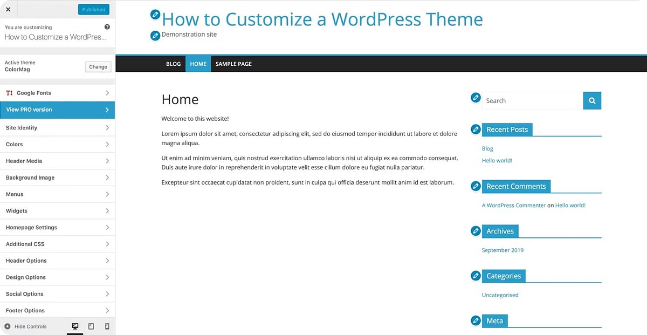 Published
You are customizing
How to Customize a WordPres...
Active theme
ColorMag
Change
Google Fonts
View PRO version
Site Identity
Colors
Header Media
Background Image
Menus
Widgets
Homepage Settings
Additional CSS
Header Options
Design Options
Social Options
Footer Options
Hide Controls
How to Customize a WordPress Theme
Demonstration site
BLOG HOME SAMPLE PAGE
Home
Welcome to this website!
Lorem ipsum dolor sit amet, consectetur adipiscing elit, sed do eiusmod tempor incididunt ut labore et dolore
magna aliqua.
Ut enim ad minim veniam, quis nostrud exercitation ullamco laboris nisi ut aliquip ex ea commodo consequat.
Duis aute irure dolor in reprehenderit in voluptate velit esse cillum dolore eu fugiat nulla pariatur.
Excepteur sint occaecat cupidatat non proident, sunt in culpa qui officia deserunt mollit anim id est laborum.
Search
Recent Posts
Blog
Hello world!
Recent Comments
A WordPress Commenter on Hello world!
Archives
September 2019
Categories
Uncategorised
Meta